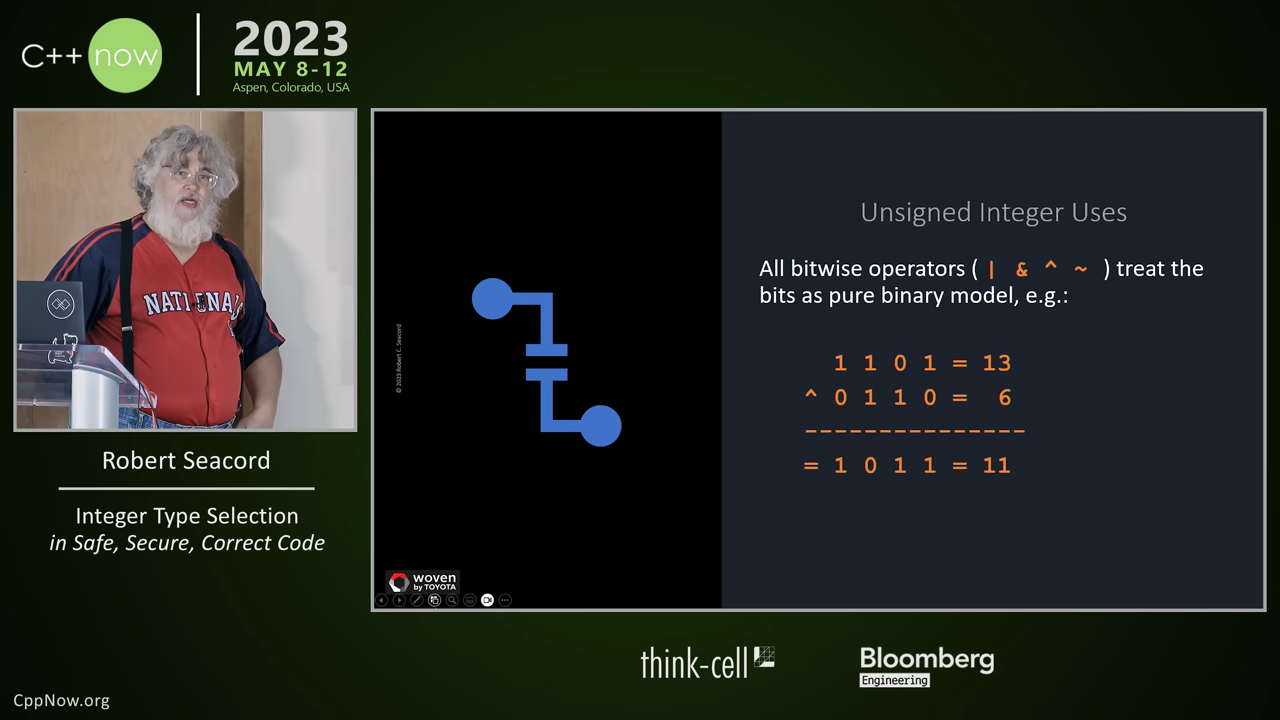 C++ now
2023
MAY 8-12
Aspen, Colorado, USA
NATIONAL
Robert Seacord
Integer Type Selection
in Safe, Secure, Correct Code
© 2023 Robert C. Seacord
woven
by TOYOTA
Unsigned Integer Uses
All bitwise operators ( | & ^ ~ ) treat the
bits as pure binary model, e.g.:
1 1 0 1 = 13
^ 0 1 1 0 = 6
---------------
= 1 0 1 1 = 11
think-cell
Bloomberg
Engineering
CppNow.org